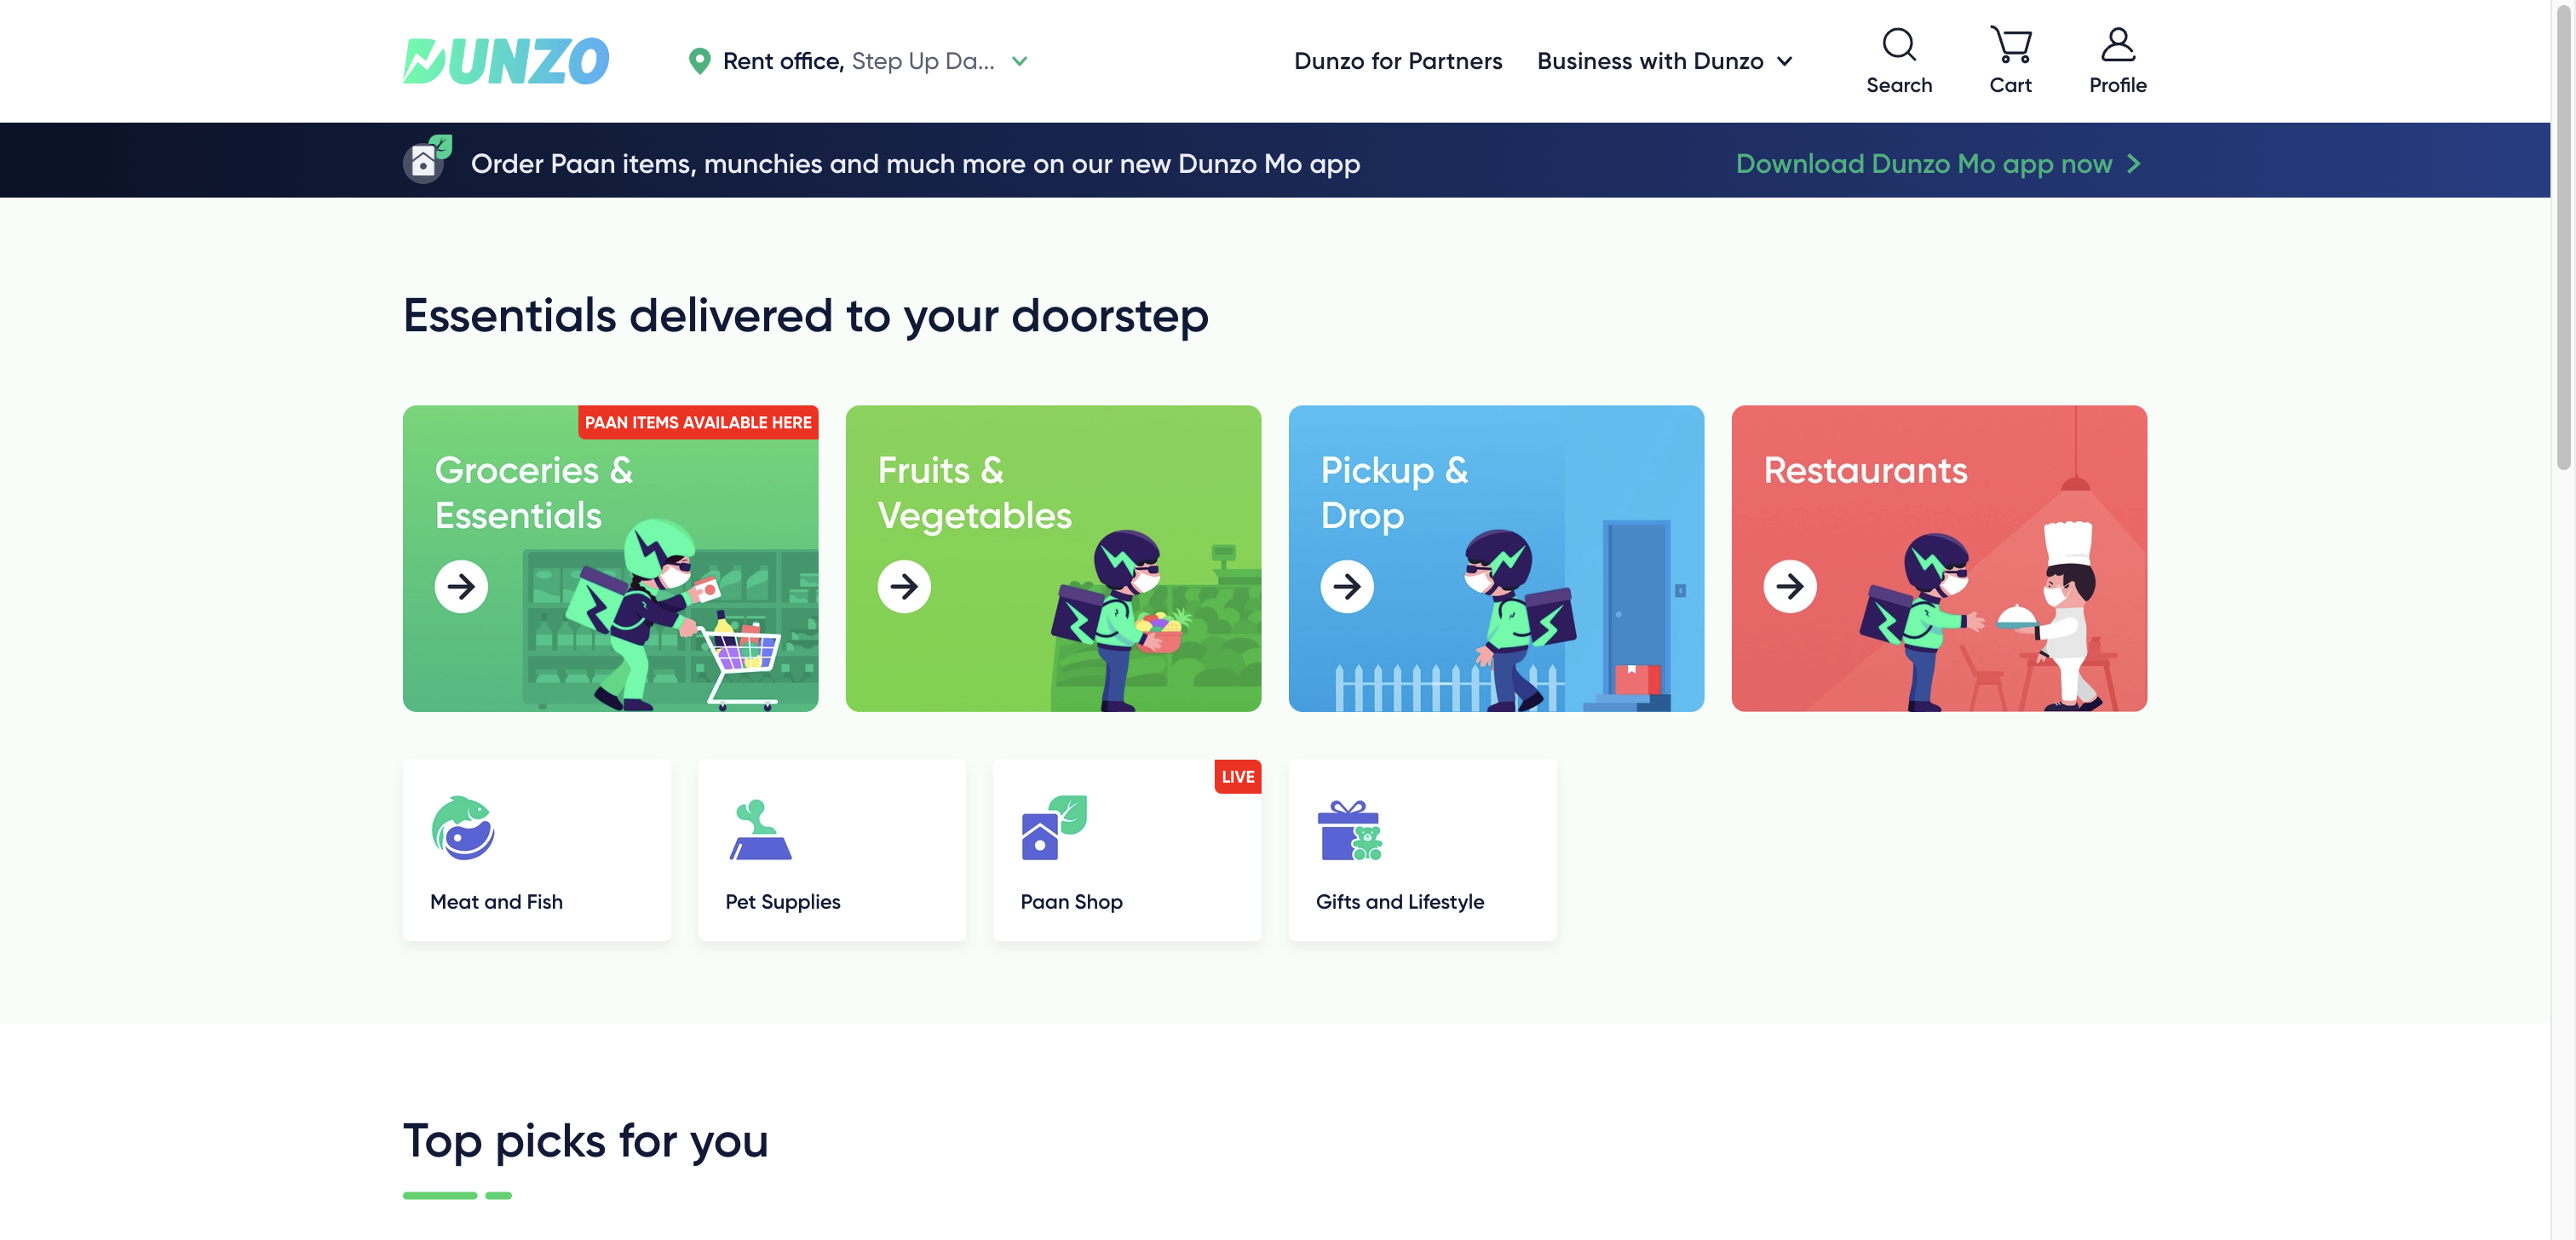 DUNZO
Rent office, Step Up Da...
Dunzo for Partners
Business with Dunzo
Search
Cart
Profile
Order Paan items, munchies and much more on our new Dunzo Mo app
Download Dunzo Mo app now
Essentials delivered to your doorstep
PAAN ITEMS AVAILABLE HERE
Groceries &
Essentials
Fruits &
Vegetables
Pickup &
Drop
Restaurants
Meat and Fish
Pet Supplies
LIVE
Paan Shop
Gifts and Lifestyle
Top picks for you